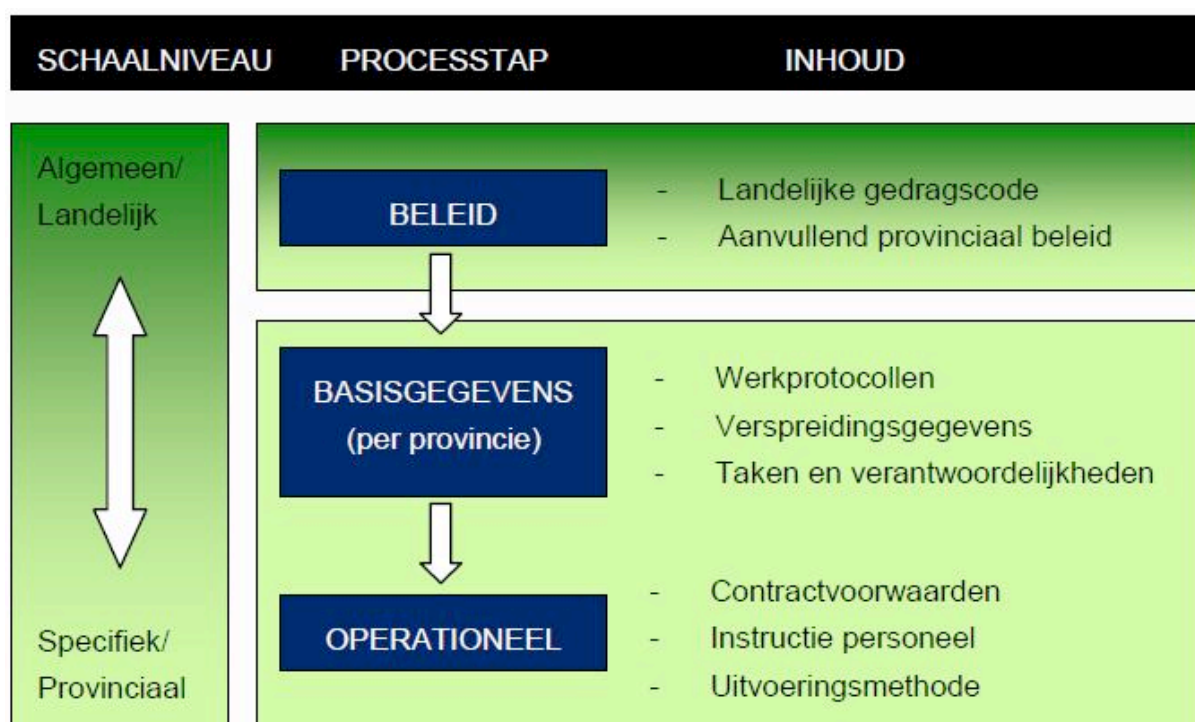 SCHAALNIVEAU PROCESSTAP INHOUD
Algemeen/
Landelijk
BELEID
- Landelijke gedragscode
- Aanvullend provinciaal beleid
BASISGEGEVENS
(per provincie)
- Werkprotocollen
- Verspreidingsgegevens
- Taken en verantwoordelijkheden
Specifiek/
Provinciaal
OPERATIONEEL
- Contractvoorwaarden
- Instructie personeel
- Uitvoeringsmethode